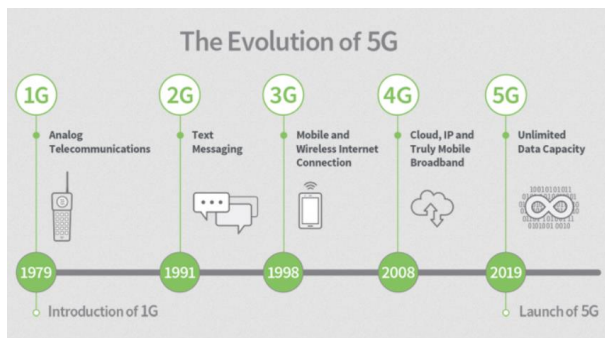 The Evolution of 5G
1G
2G
3G
4G
5G
Analog
Telecommunications
Text
Messaging
Mobile and
Wireless Internet
Connection
Cloud, IP and
Truly Mobile
Broadband
Unlimited
Data Capacity
10010101011
1979
1991
1998
2008
2019
Introduction of 1G
Launch of 5G